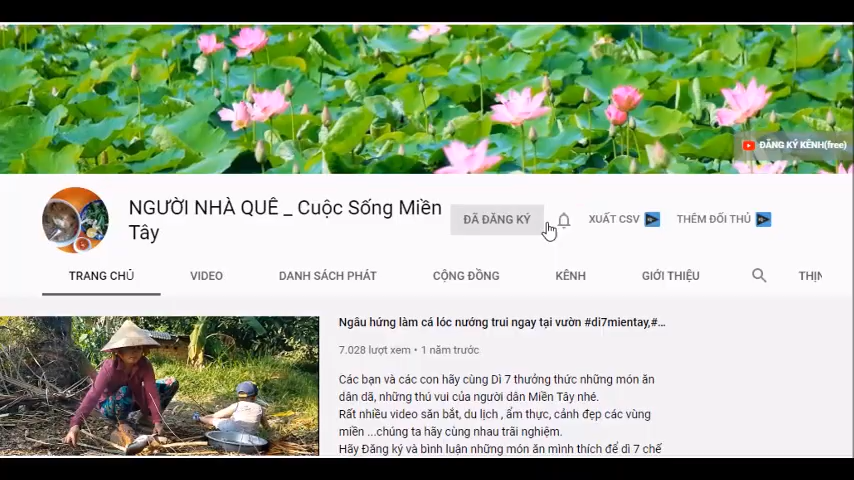 ĐĂNG KÝ KÊNH(free)
NGƯỜI NHÀ QUÊ _ Cuộc Sống Miền
Tây
ĐÃ ĐĂNG KÝ
XUẤT CSV
THÊM ĐỐI THỦ
TRANG CHỦ
VIDEO
DANH SÁCH PHÁT
CỘNG ĐỒNG
KÊNH
GIỚI THIỆU
THỊN
Ngâu hứng làm cá lóc nướng trui ngay tại vườn #di7mientay,#...
7.028 lượt xem • 1 năm trước
Các bạn và các con hãy cùng Dì 7 thưởng thức những món ăn
dân dã, những thú vui của người dân Miền Tây nhé.
Rất nhiều video săn bắt, du lịch , ẩm thực, cảnh đẹp các vùng
miền ...chúng ta hãy cùng nhau trãi nghiệm.
Hãy Đăng ký và bình luận những món ăn mình thích để dì 7 chế